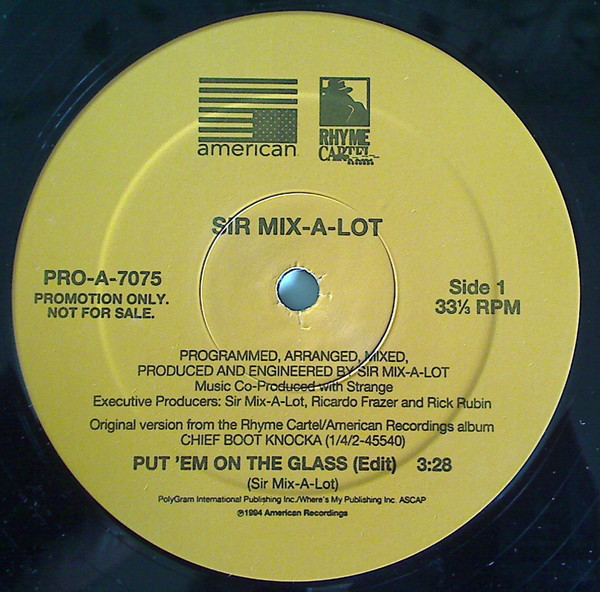 american
RHYME
CARTEL
SIR MIX-A-LOT
PRO-A-7075
PROMOTION ONLY.
NOT FOR SALE.
Side 1
33⅓ RPM
PROGRAMMED, ARRANGED, MIXED,
PRODUCED AND ENGINEERED BY SIR MIX-A-LOT
Music Co-Produced with Strange
Executive Producers: Sir Mix-A-Lot, Ricardo Frazer and Rick Rubin
Original version from the Rhyme Cartel/American Recordings album
CHIEF BOOT KNOCKA (1/4/2-45540)
PUT 'EM ON THE GLASS (Edit) 3:28
(Sir Mix-A-Lot)
PolyGram International Publishing Inc./Where's My Publishing Inc. ASCAP
℗1994 American Recordings